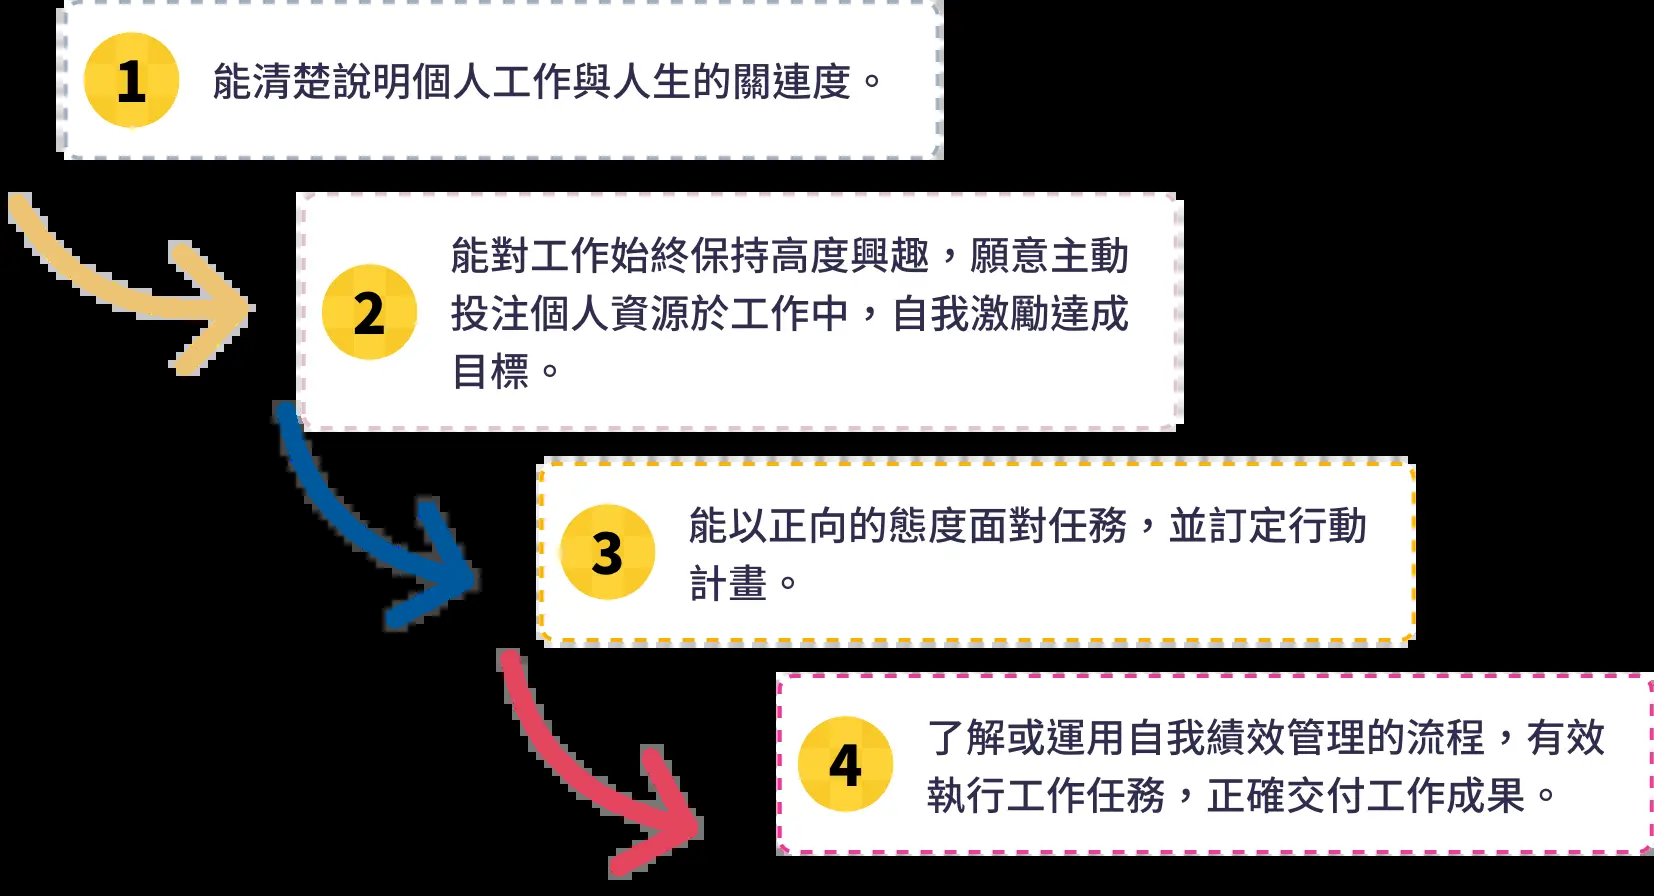 1
能清楚說明個人工作與人生的關連度。
2
能對工作始終保持高度興趣，願意主動
投注個人資源於工作中，自我激勵達成
目標。
3
能以正向的態度面對任務，並訂定行動
計畫。
4
了解或運用自我績效管理的流程，有效
執行工作任務，正確交付工作成果。